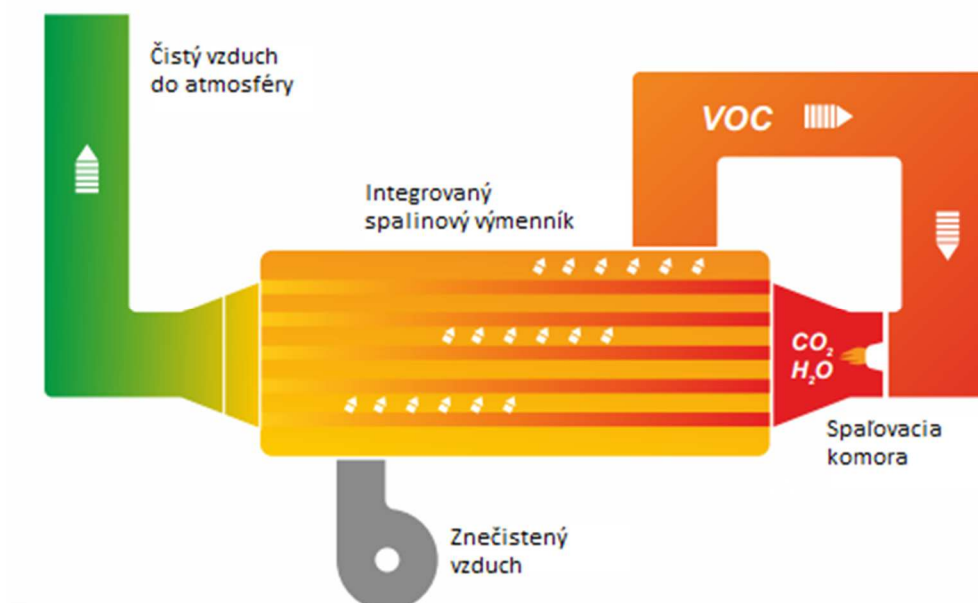 Čistý vzduch
do atmosféry
VOC
Integrovaný
spalinový výmenník
CO₂
H₂O
Spaľovacia
komora
Znečistený
vzduch